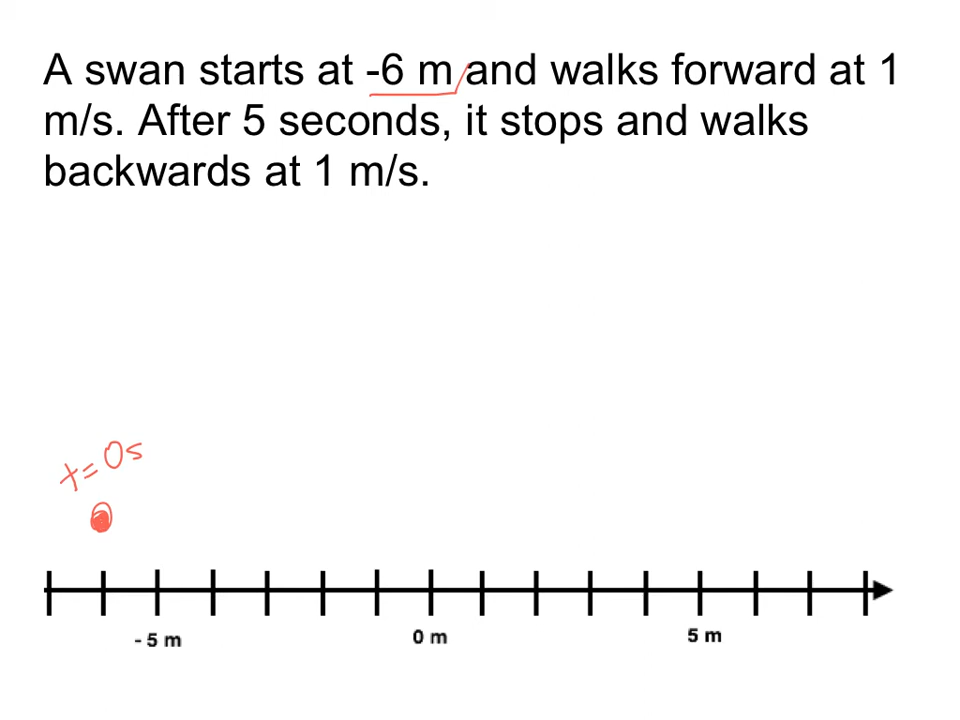 A swan starts at -6 m and walks forward at 1
m/s. After 5 seconds, it stops and walks
backwards at 1 m/s.
t=0s
- 5 m 0 m 5 m